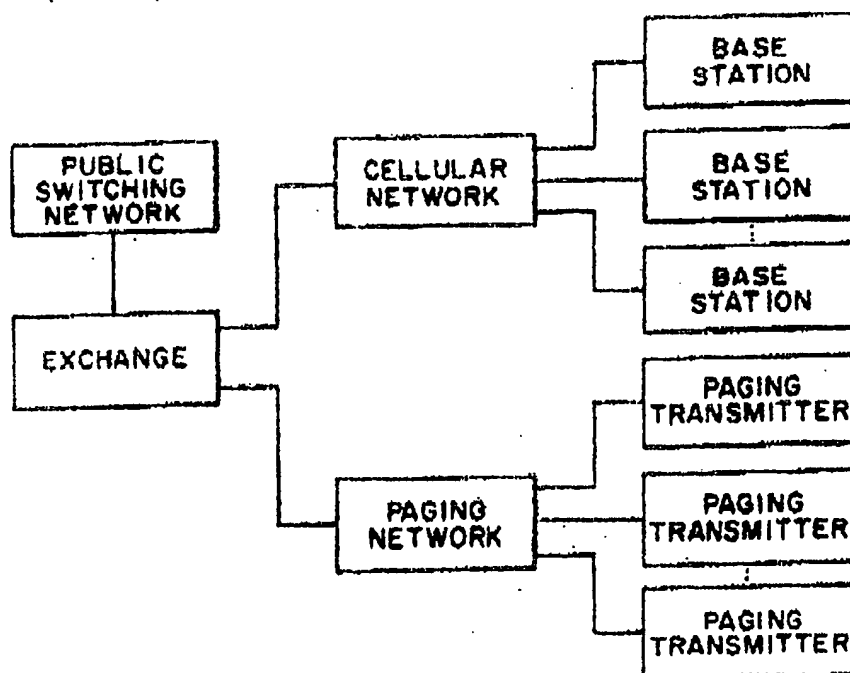 BASE
STATION
PUBLIC
SWITCHING
NETWORK
CELLULAR
NETWORK
BASE
STATION
BASE
STATION
EXCHANGE
PAGING
TRANSMITTER
PAGING
NETWORK
PAGING
TRANSMITTER
PAGING
TRANSMITTER